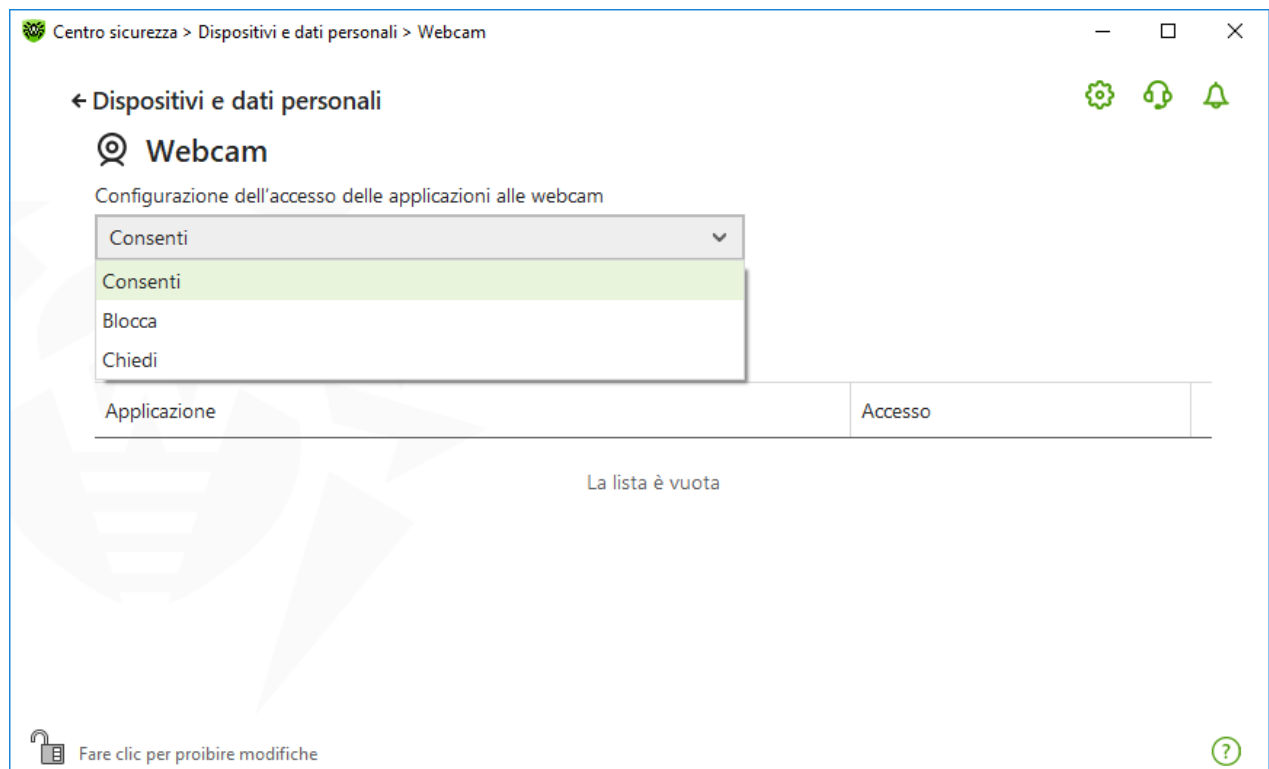 Centro sicurezza > Dispositivi e dati personali > Webcam
Dispositivi e dati personali
Webcam
Configurazione dell'accesso delle applicazioni alle webcam
Consenti
Consenti
Blocca
Chiedi
Applicazione Accesso
La lista è vuota
Fare clic per proibire modifiche
?